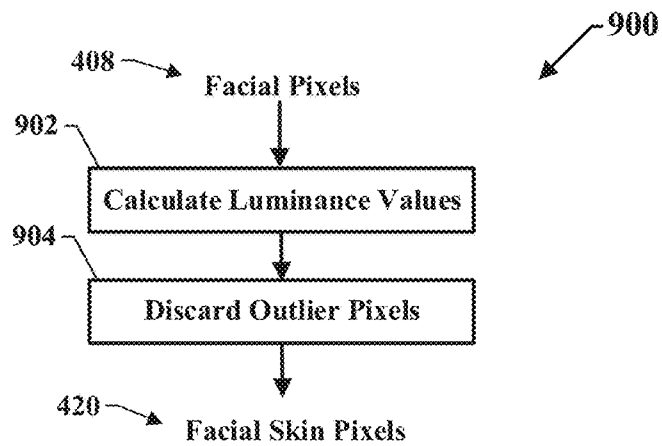 900
408
Facial Pixels
902
Calculate Luminance Values
904
Discard Outlier Pixels
420
Facial Skin Pixels